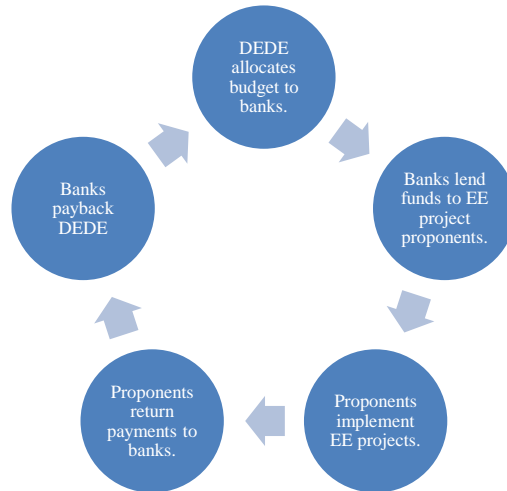 DEDE
allocates
budget to
banks.
Banks lend
funds to EE
project
proponents.
Proponents
implement
EE projects.
Proponents
return
payments to
banks.
Banks
payback
DEDE